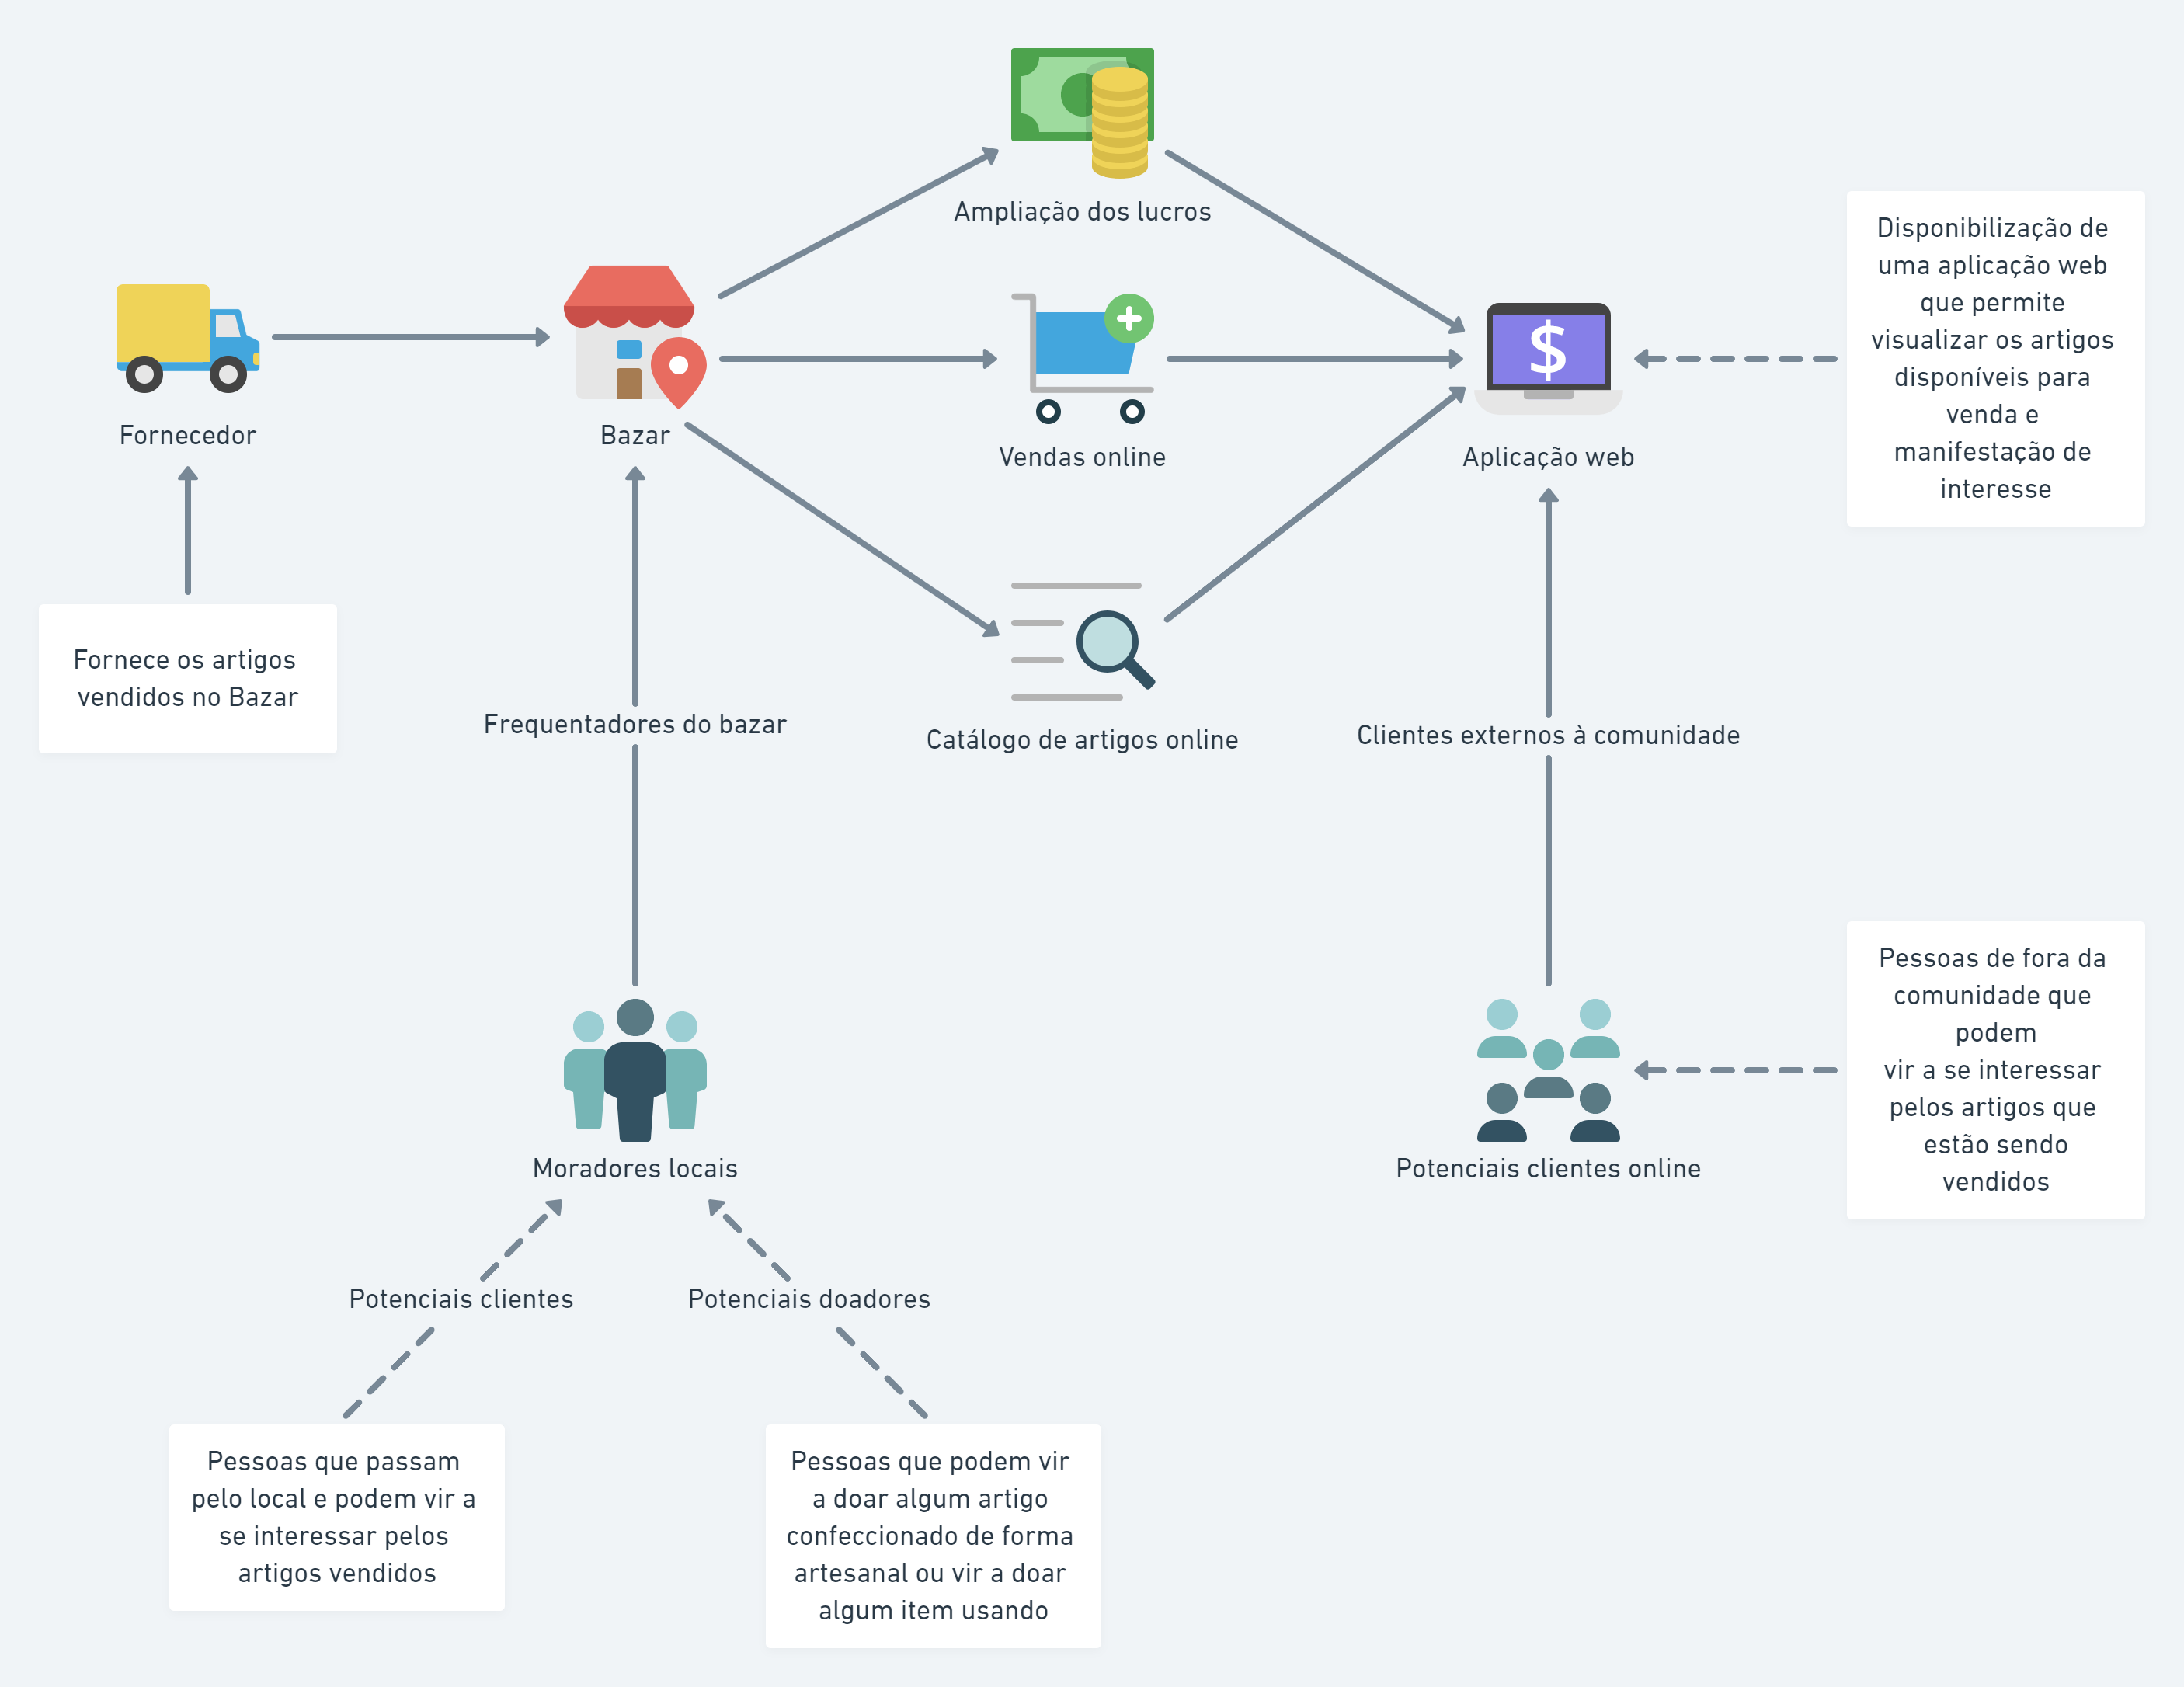 Ampliação dos lucros
Disponibilização de
uma aplicação web
que permite
visualizar os artigos
disponíveis para
venda e
manifestação de
interesse
$
Fornecedor
Bazar
Vendas online
Aplicação web
Fornece os artigos
vendidos no Bazar
Frequentadores do bazar
Catálogo de artigos online
Clientes externos à comunidade
Pessoas de fora da
comunidade que
podem
vir a se interessar
pelos artigos que
estão sendo
vendidos
Moradores locais
Potenciais clientes online
Potenciais clientes
Potenciais doadores
Pessoas que passam
pelo local e podem vir a
se interessar pelos
artigos vendidos
Pessoas que podem vir
a doar algum artigo
confeccionado de forma
artesanal ou vir a doar
algum item usando